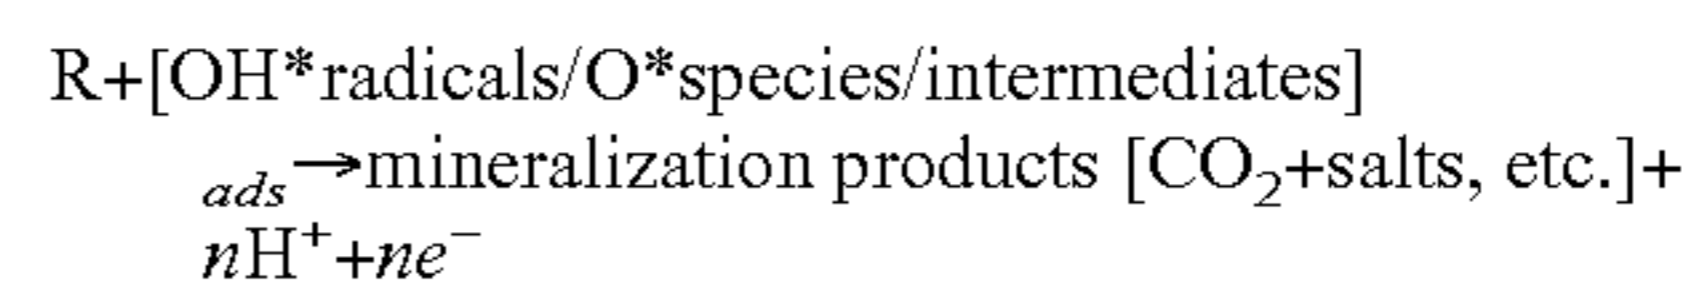 R+[OH*radicals/O*species/intermediates]
ads→mineralization products [CO₂+salts, etc.]+
nH⁺+ne⁻